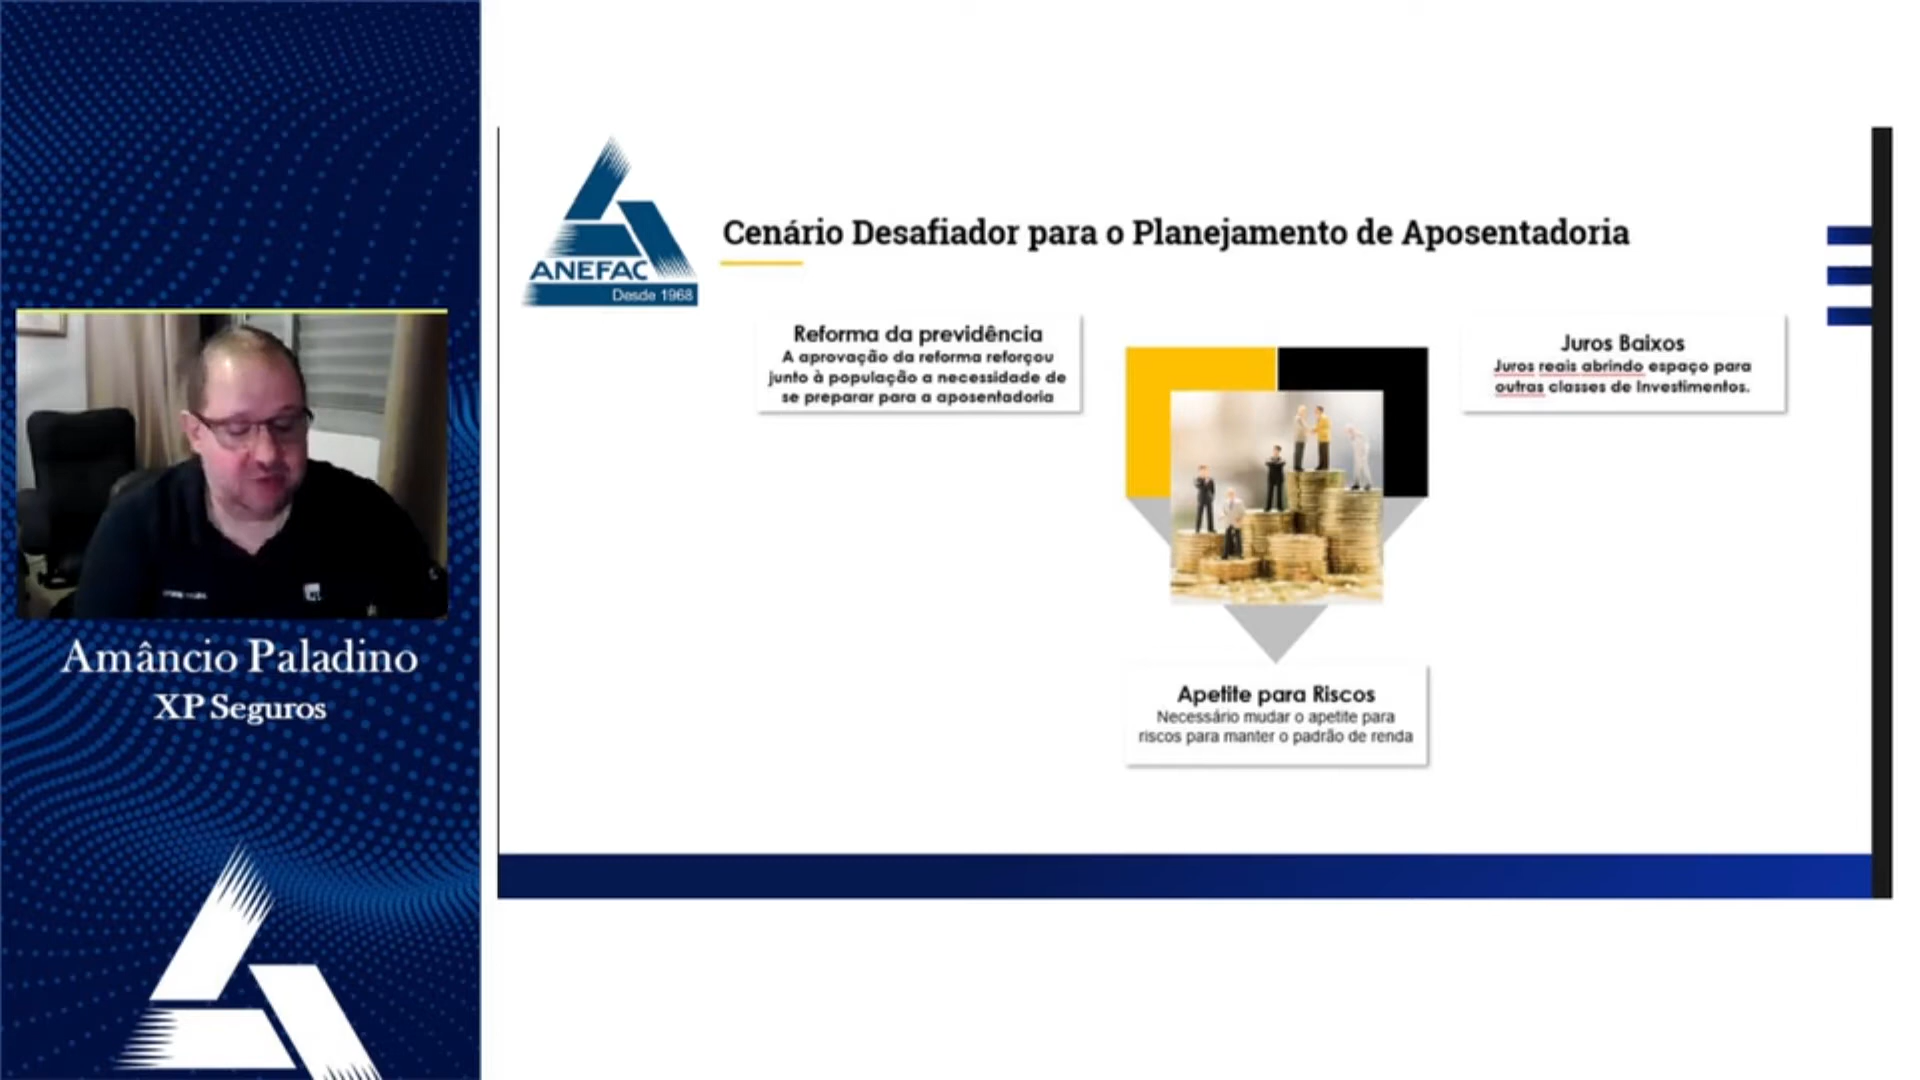 ANEFAC
Desde 1968
Cenário Desafiador para o Planejamento de Aposentadoria
Reforma da previdência
A aprovação da reforma reforçou
junto à população a necessidade de
se preparar para a aposentadoria
Juros Baixos
Juros reais abrindo espaço para
outras classes de Investimentos.
Apetite para Riscos
Necessário mudar o apetite para
riscos para manter o padrão de renda
Amâncio Paladino
XP Seguros